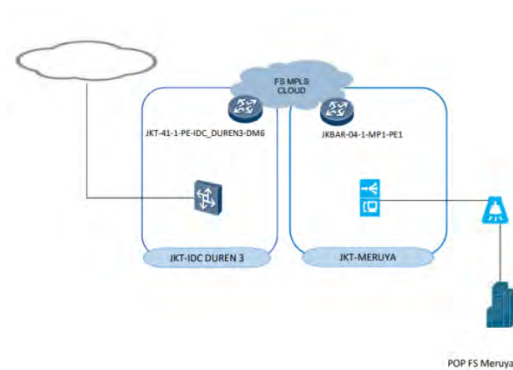 FS MPLS
CLOUD
JKT-41-1-PE-IDC_DUREN3-DM6
JKBAR-04-1-MP1-PE1
JKT-IDC DUREN 3
JKT-MERUYA
POP FS Meruya